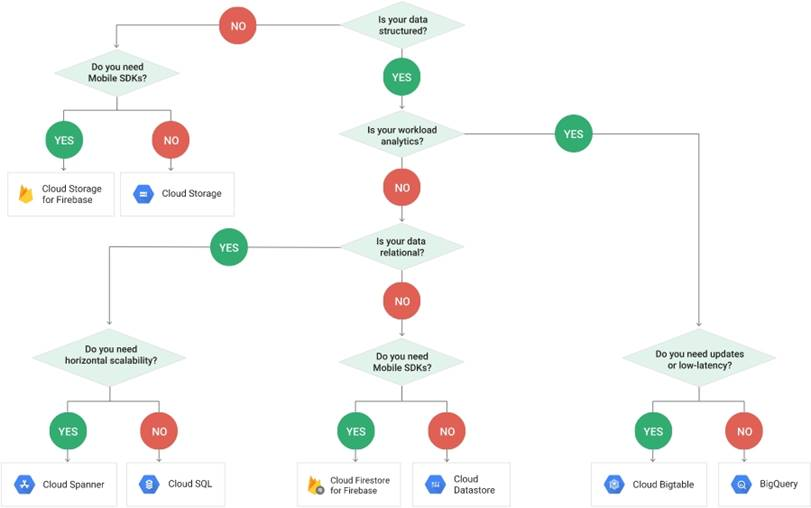 Is your data
structured?
NO
Do you need
Mobile SDKs?
YES
Is your workload
analytics?
YES
YES
NO
Cloud Storage
for Firebase
Cloud Storage
NO
Is your data
relational?
YES
NO
Do you need
horizontal scalability?
Do you need
Mobile SDKs?
Do you need updates
or low-latency?
YES
NO
YES
NO
YES
NO
Cloud Spanner
Cloud SQL
Cloud Firestore
for Firebase
Cloud
Datastore
Cloud Bigtable
BigQuery